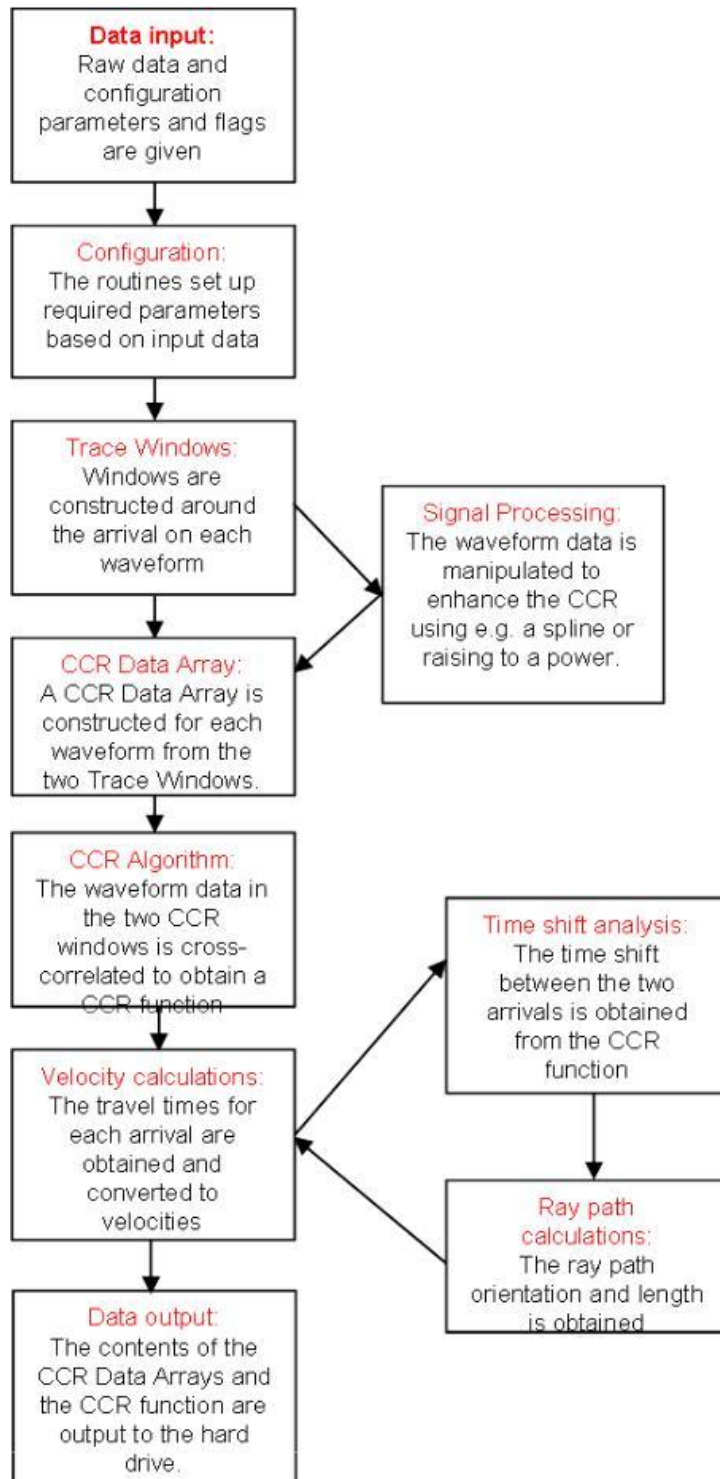 Data input:
Raw data and
configuration
parameters and flags
are given
Configuration:
The routines set up
required parameters
based on input data
Trace Windows:
Windows are
constructed around
the arrival on each
waveform
Signal Processing:
The waveform data is
manipulated to
enhance the CCR
using e.g. a spline or
raising to a power.
CCR Data Array:
A CCR Data Array is
constructed for each
waveform from the
two Trace Windows.
CCR Algorithm:
The waveform data in
the two CCR
windows is cross-
correlated to obtain a
CCR function
Time shift analysis:
The time shift
between the two
arrivals is obtained
from the CCR
function
Velocity calculations:
The travel times for
each arrival are
obtained and
converted to
velocities
Ray path
calculations:
The ray path
orientation and length
is obtained
Data output:
The contents of the
CCR Data Arrays and
the CCR function are
output to the hard
drive.